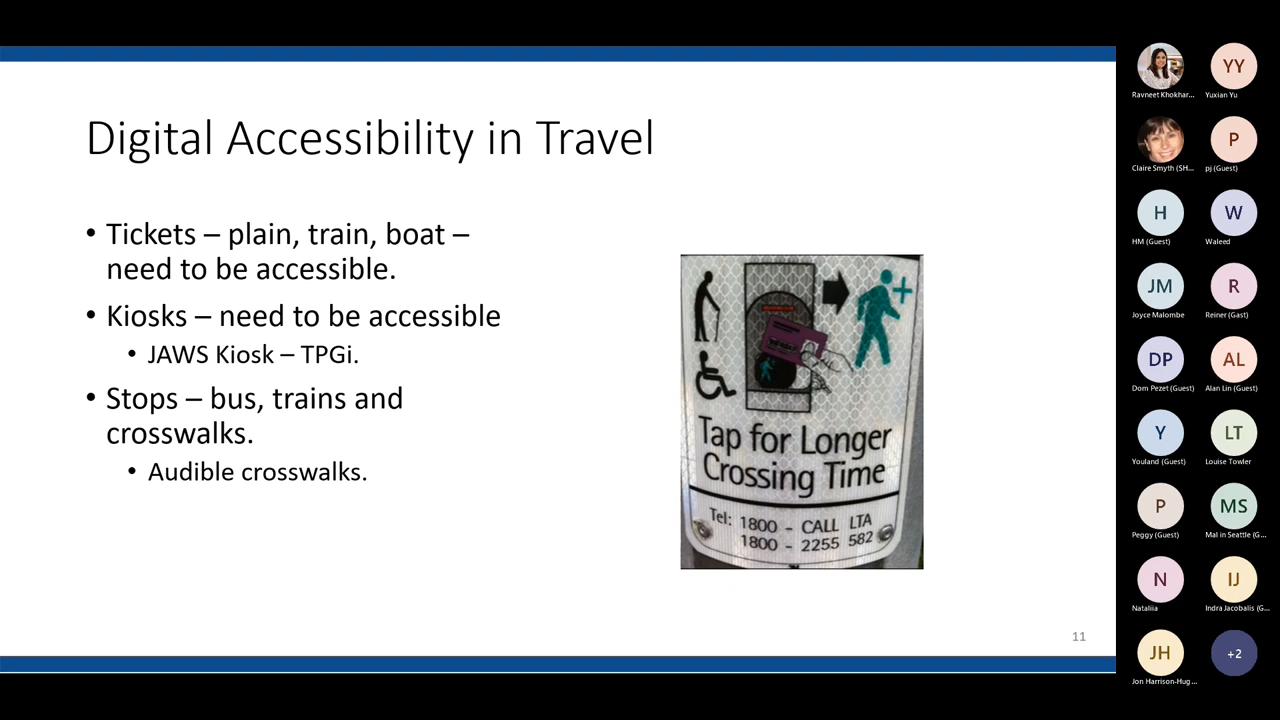 Digital Accessibility in Travel
• Tickets – plain, train, boat –
need to be accessible.
• Kiosks – need to be accessible
• JAWS Kiosk – TPGi.
• Stops – bus, trains and
crosswalks.
• Audible crosswalks.
Tap for Longer
Crossing Time
Tel: 1800 - CALL LTA
1800 - 2255 582
11
Ravneet Khokhar...
YY
Yuxian Yu
Claire Smyth (SH...
P
pj (Guest)
H
HM (Guest)
W
Waleed
JM
Joyce Malombe
R
Reiner (Gast)
DP
Dom Pezet (Guest)
AL
Alan Lin (Guest)
Y
Youland (Guest)
LT
Louise Towler
P
Peggy (Guest)
MS
Mal in Seattle (G...
N
Nataliia
IJ
Indra Jacobalis (G...
JH
Jon Harrison-Hug...
+2